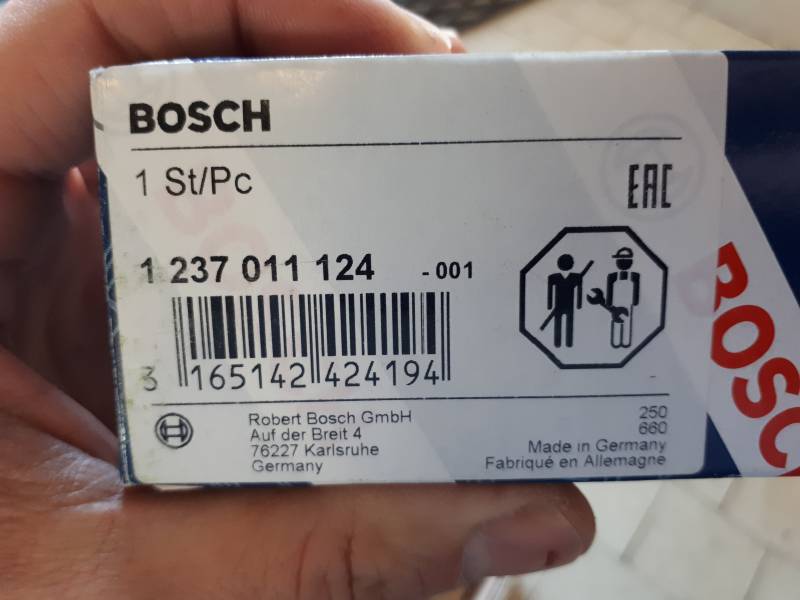 BOSCH
1 St/Pc
EAC
1 237 011 124 - 001
3 165142 424194
Robert Bosch GmbH
Auf der Breit 4
76227 Karlsruhe
Germany
250
660
Made in Germany
Fabriqué en Allemagne
BOSCH